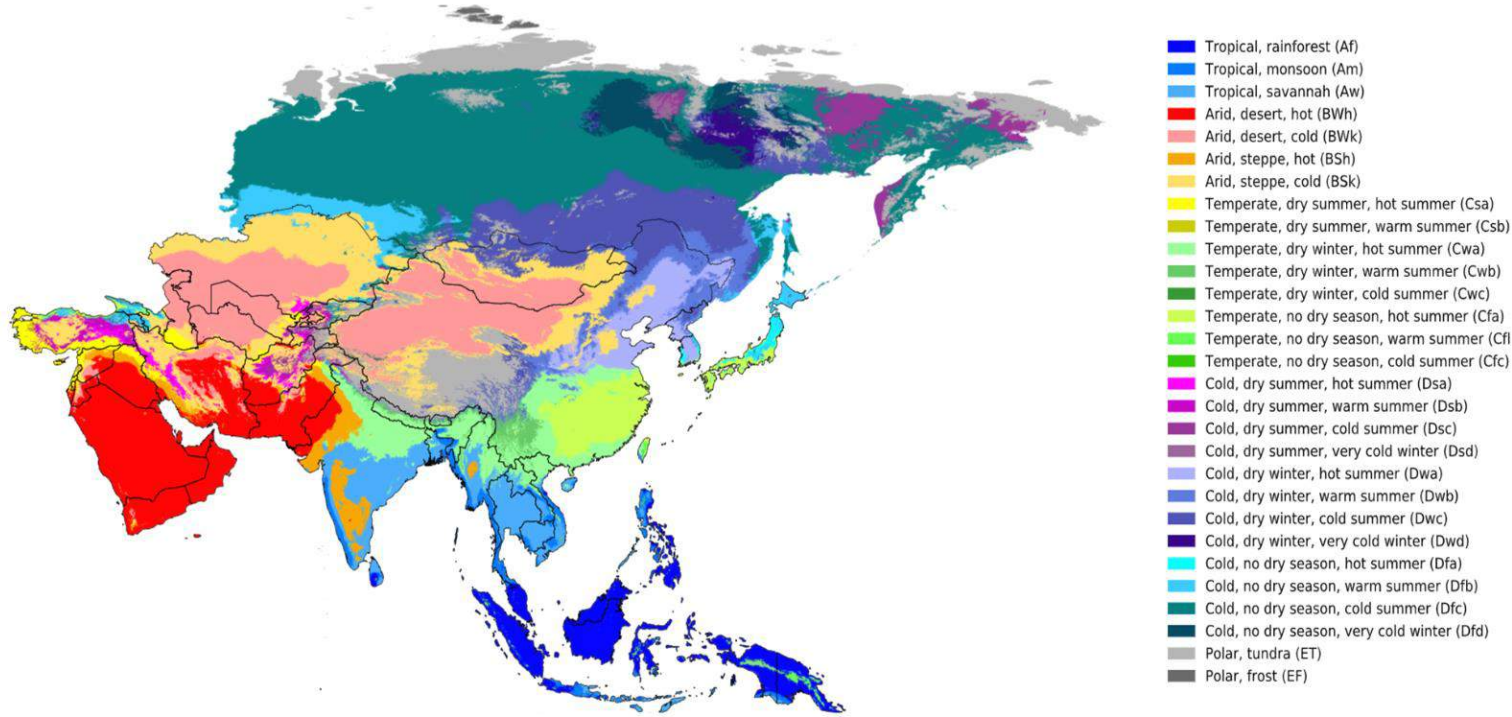 Tropical, rainforest (Af)
Tropical, monsoon (Am)
Tropical, savannah (Aw)
Arid, desert, hot (BWh)
Arid, desert, cold (BWk)
Arid, steppe, hot (BSh)
Arid, steppe, cold (BSk)
Temperate, dry summer, hot summer (Csa)
Temperate, dry summer, warm summer (Csb)
Temperate, dry winter, hot summer (Cwa)
Temperate, dry winter, warm summer (Cwb)
Temperate, dry winter, cold summer (Cwc)
Temperate, no dry season, hot summer (Cfa)
Temperate, no dry season, warm summer (Cfl
Temperate, no dry season, cold summer (Cfc)
Cold, dry summer, hot summer (Dsa)
Cold, dry summer, warm summer (Dsb)
Cold, dry summer, cold summer (Dsc)
Cold, dry summer, very cold winter (Dsd)
Cold, dry winter, hot summer (Dwa)
Cold, dry winter, warm summer (Dwb)
Cold, dry winter, cold summer (Dwc)
Cold, dry winter, very cold winter (Dwd)
Cold, no dry season, hot summer (Dfa)
Cold, no dry season, warm summer (Dfb)
Cold, no dry season, cold summer (Dfc)
Cold, no dry season, very cold winter (Dfd)
Polar, tundra (ET)
Polar, frost (EF)